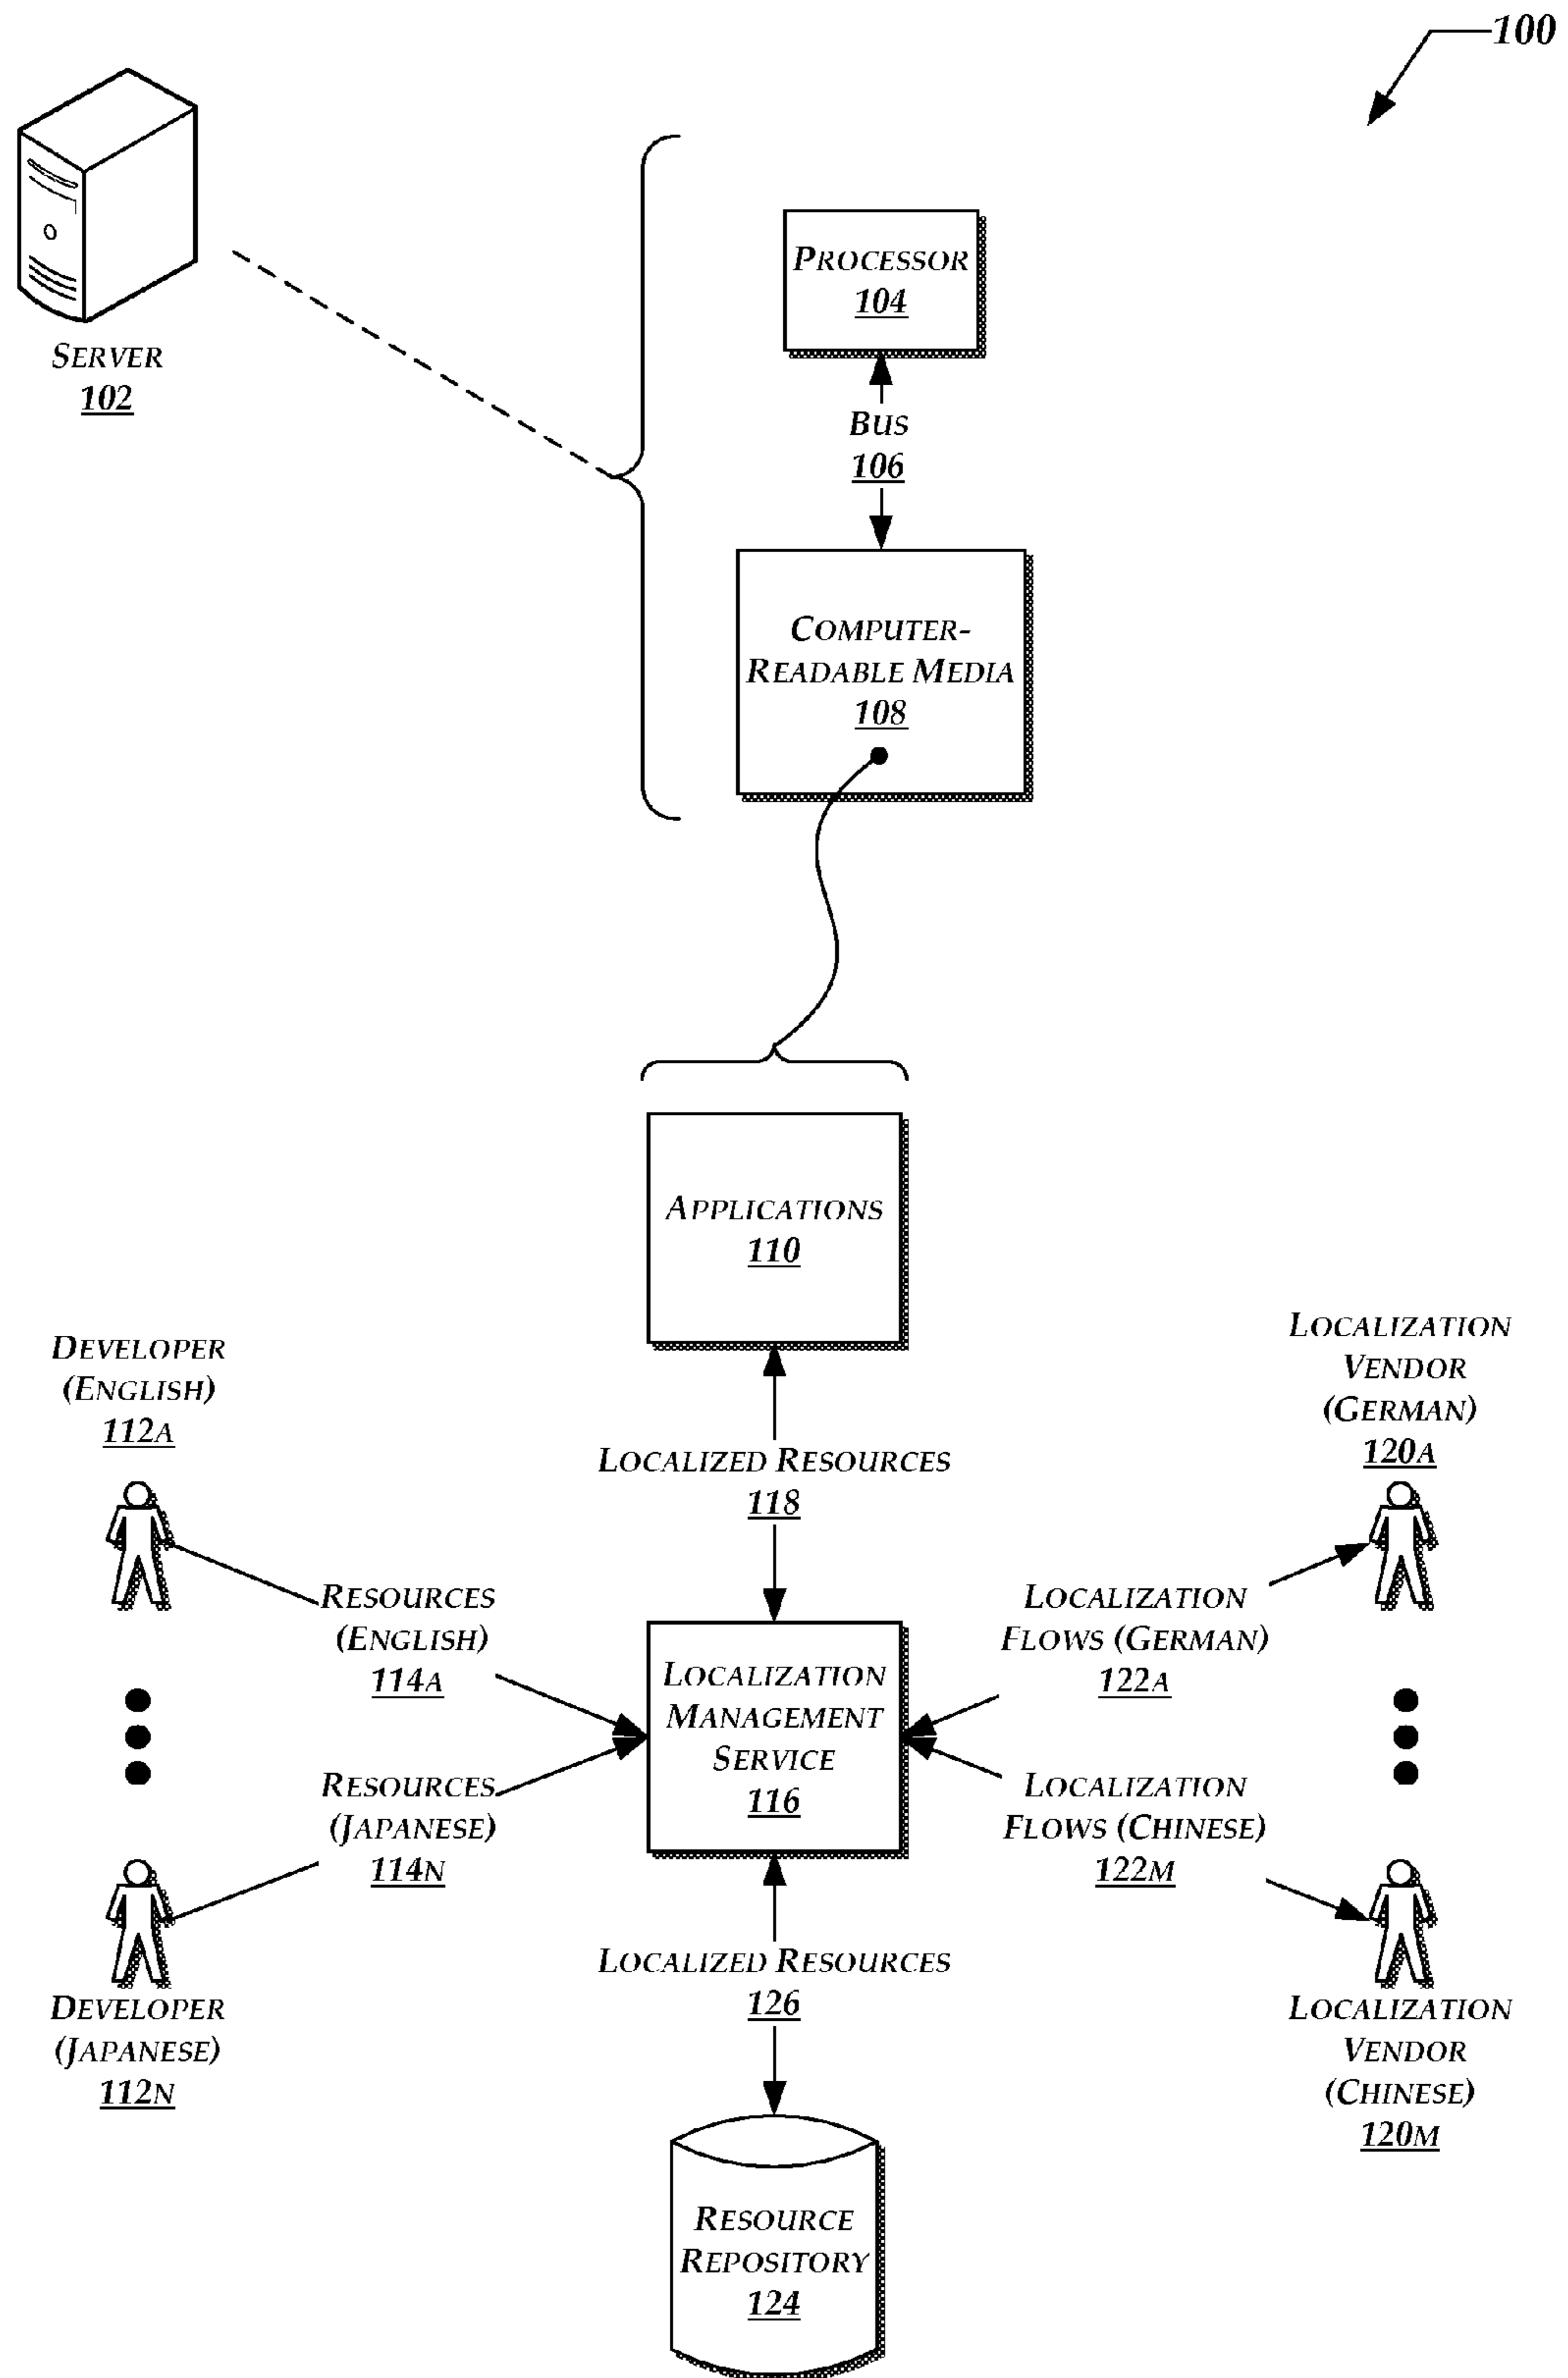 100
PROCESSOR
104
SERVER
102
BUS
106
COMPUTER-
READABLE MEDIA
108
APPLICATIONS
110
DEVELOPER
(ENGLISH)
112A
LOCALIZATION
VENDOR
(GERMAN)
120A
LOCALIZED RESOURCES
118
RESOURCES
(ENGLISH)
114A
LOCALIZATION
FLOWS (GERMAN)
122A
LOCALIZATION
MANAGEMENT
SERVICE
116
RESOURCES
(JAPANESE)
114N
LOCALIZATION
FLOWS (CHINESE)
122M
LOCALIZED RESOURCES
126
DEVELOPER
(JAPANESE)
112N
LOCALIZATION
VENDOR
(CHINESE)
120M
RESOURCE
REPOSITORY
124